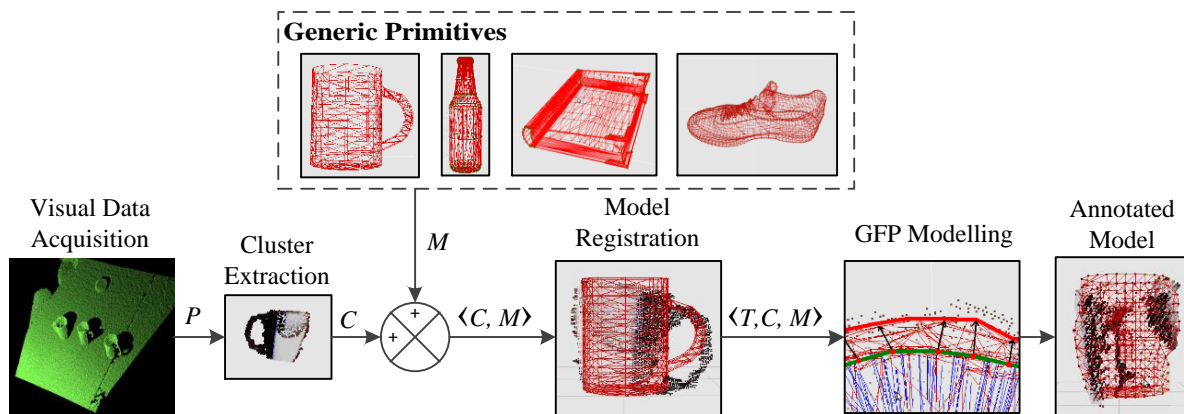 Generic Primitives
Visual Data
Acquisition
Cluster
Extraction
M
Model
Registration
GFP Modelling
Annotated
Model
P
C
+
+
⟨C, M⟩
⟨T,C, M⟩